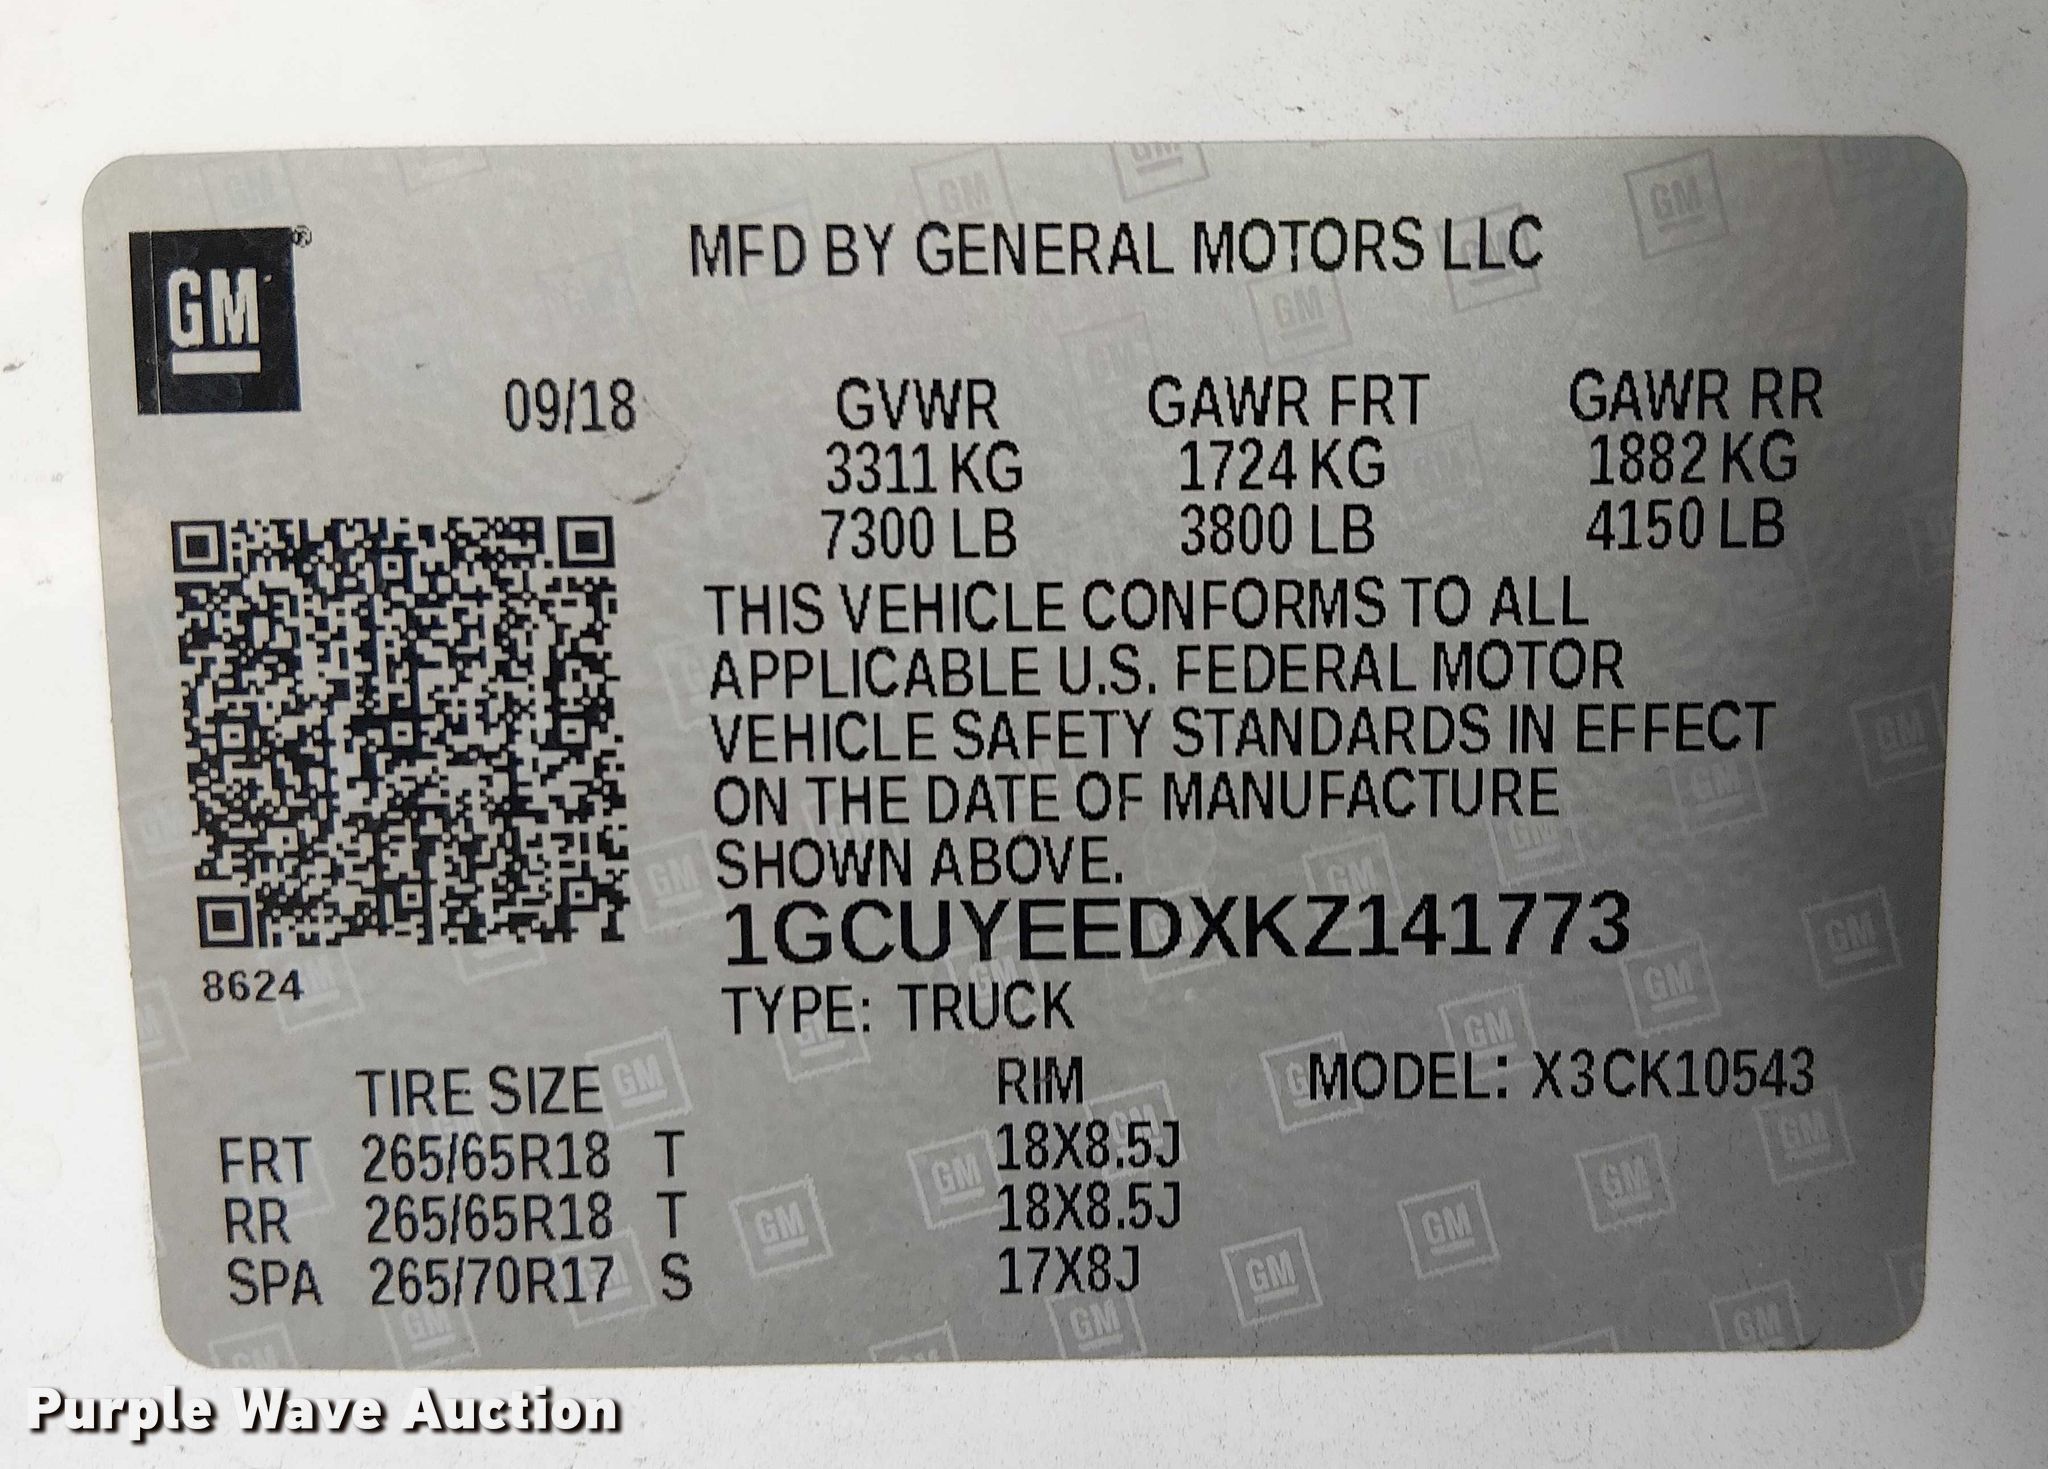 MFD BY GENERAL MOTORS LLC
GM
09/18 GVWR GAWR FRT GAWR RR
3311 KG 1724 KG 1882 KG
7300 LB 3800 LB 4150 LB
THIS VEHICLE CONFORMS TO ALL
APPLICABLE U.S. FEDERAL MOTOR
VEHICLE SAFETY STANDARDS IN EFFECT
ON THE DATE OF MANUFACTURE
SHOWN ABOVE.
1GCUYEEDXKZ141773
8624
TYPE: TRUCK
TIRE SIZE RIM MODEL: X3CK10543
FRT 265/65R18 T 18X8.5J
RR 265/65R18 T 18X8.5J
SPA 265/70R17 S 17X8J
Purple Wave Auction